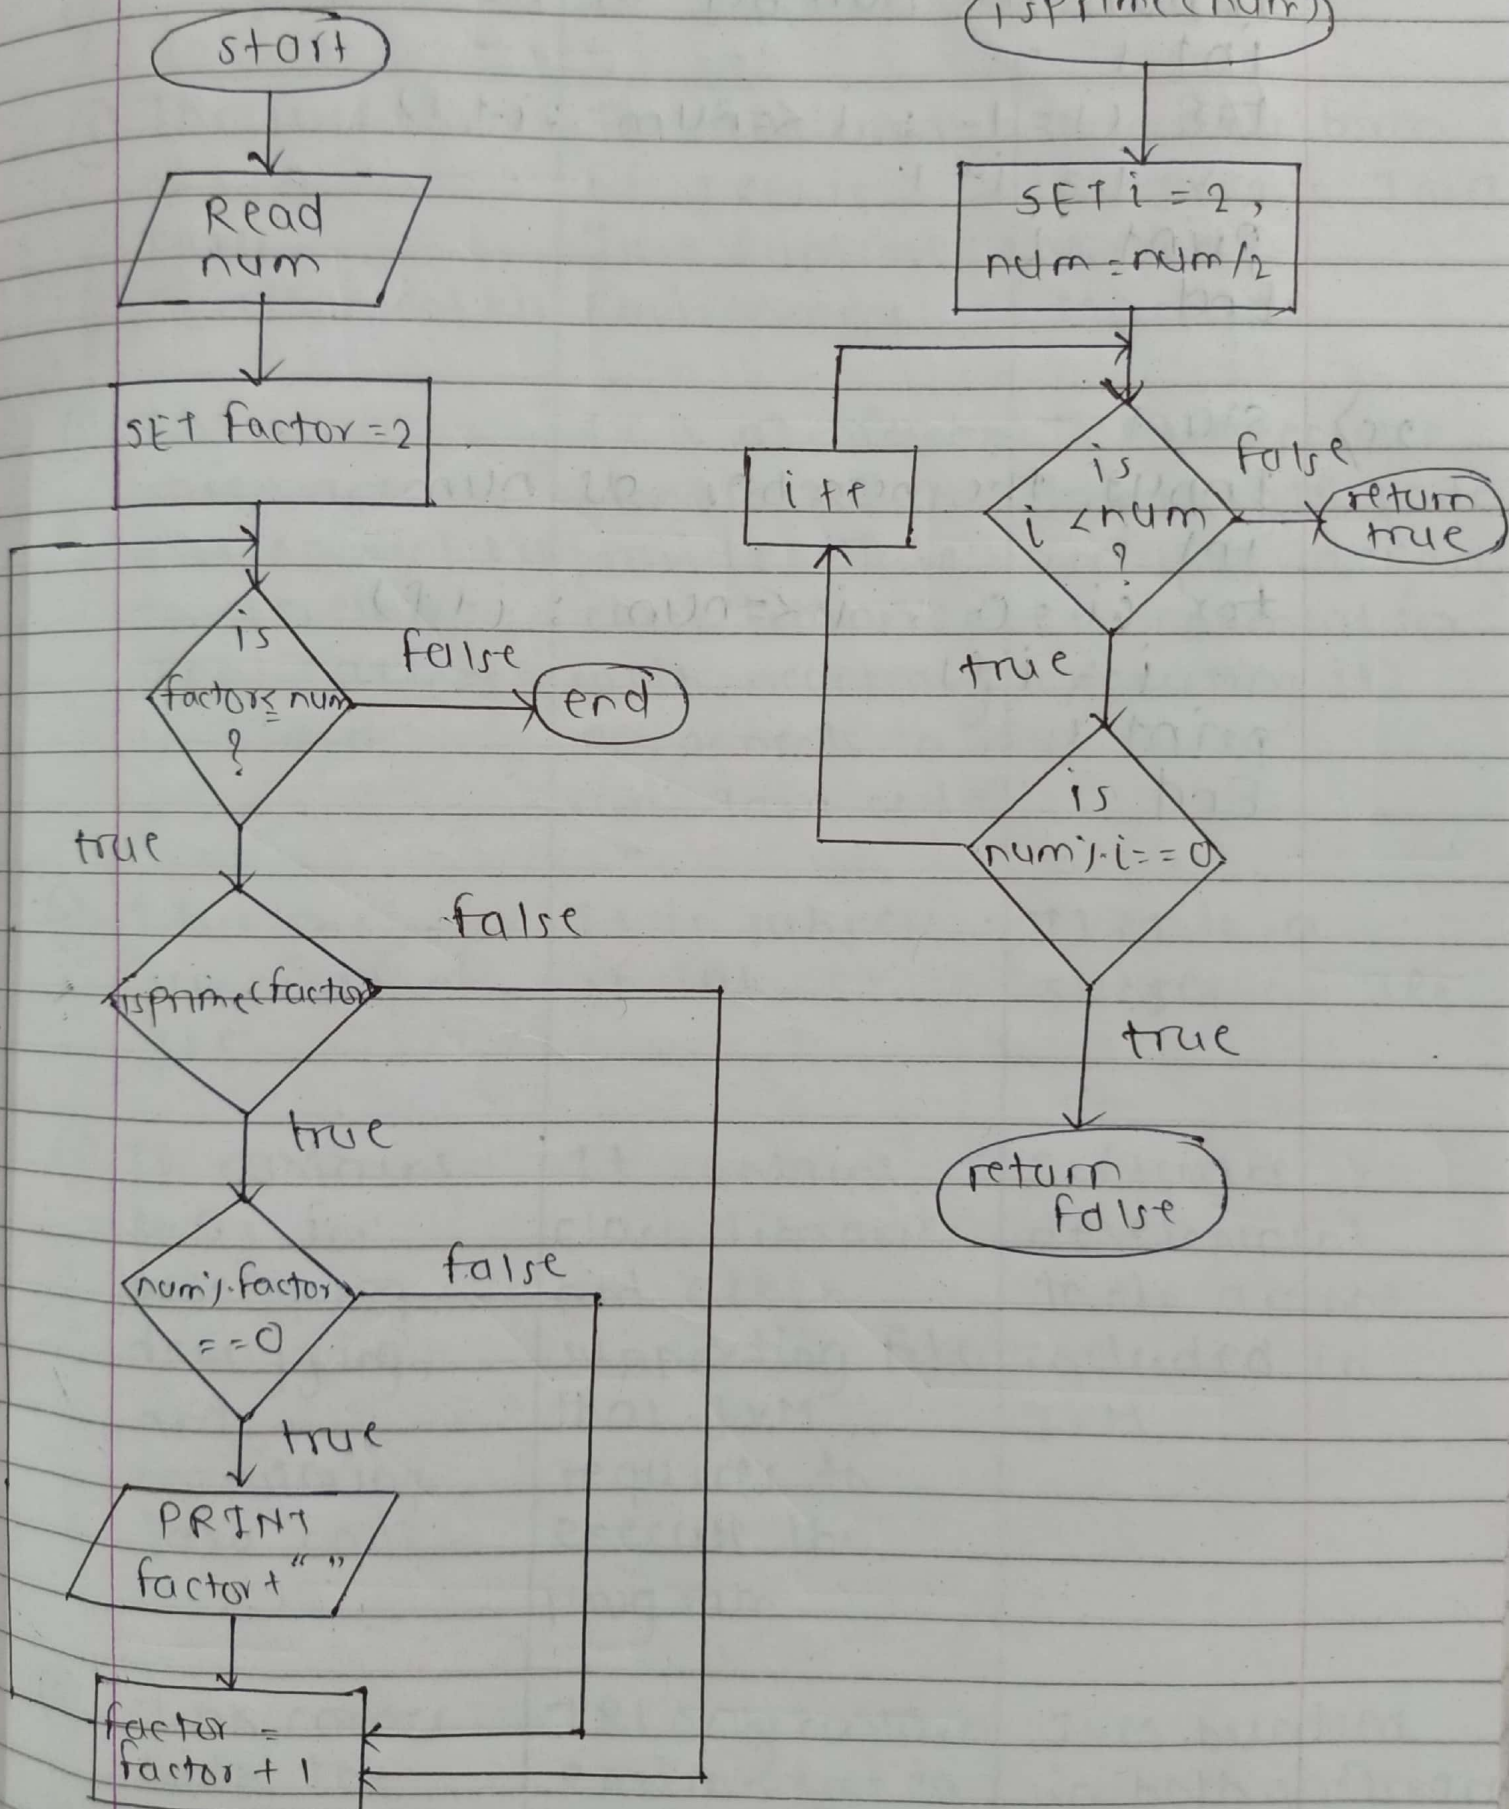 start
Read
num
SET factor=2
is
factor≤num
?
false
end
true
isprime(factor)
false
true
num%factor
==0
false
true
PRINT
factor+" "
factor =
factor + 1
isprime(num)
SET i = 2,
num=num/2
i++
is
i <num
?
false
return
true
true
is
num%i==0
true
return
false